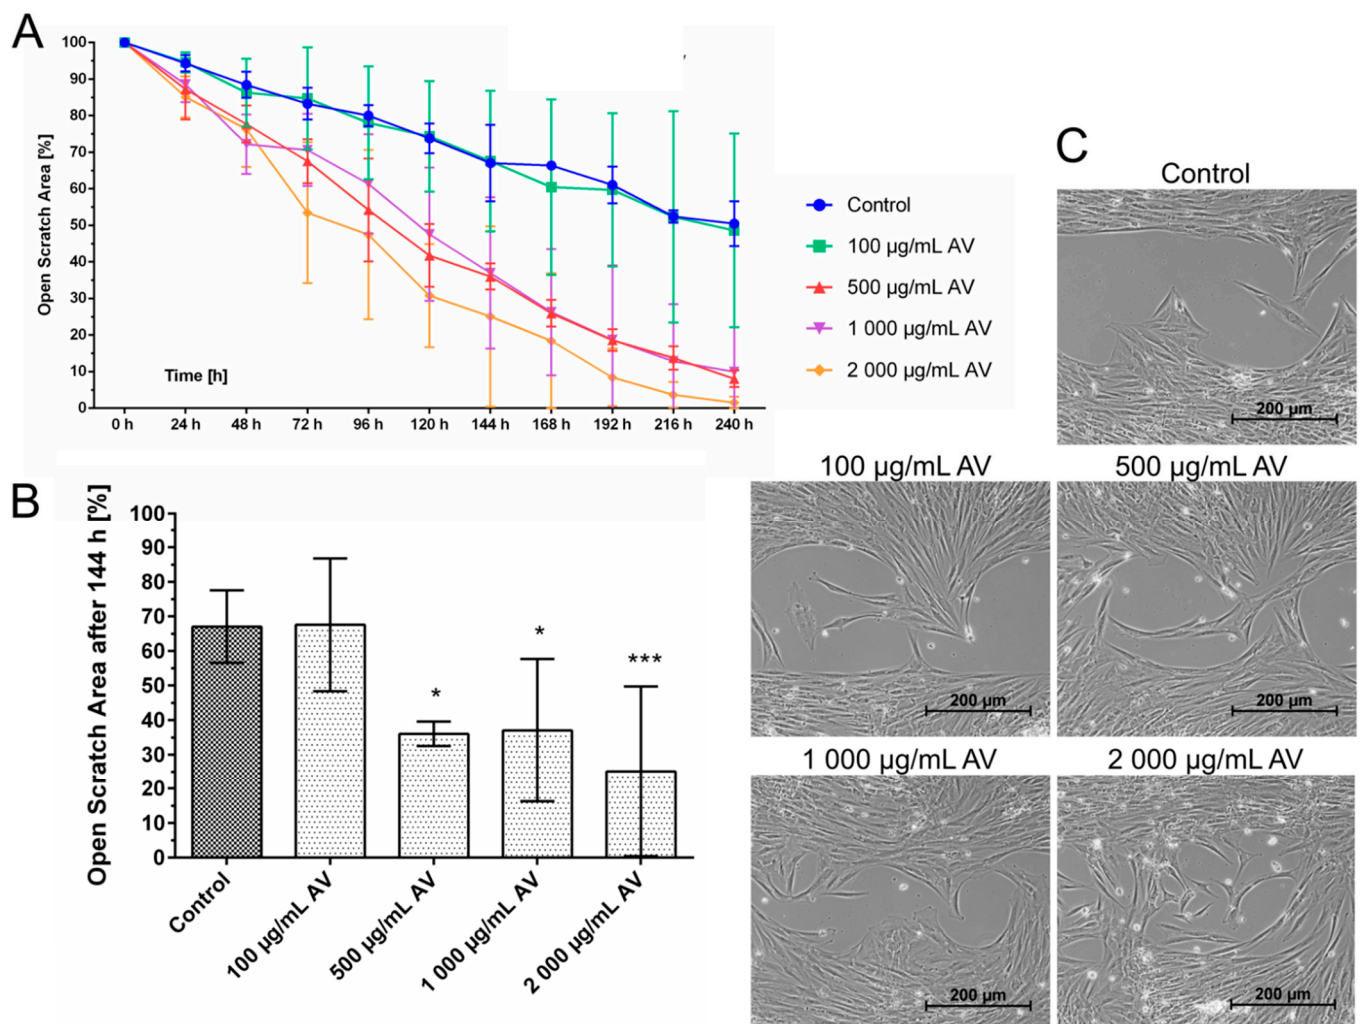 A
100
90
80
70
60
50
40
30
20
10
0
Open Scratch Area [%]
Time [h]
0 h 24 h 48 h 72 h 96 h 120 h 144 h 168 h 192 h 216 h 240 h
Control
100 µg/mL AV
500 µg/mL AV
1 000 µg/mL AV
2 000 µg/mL AV
B
Open Scratch Area after 144 h [%]
100
90
80
70
60
50
40
30
20
10
0
*
*
***
Control
100 µg/mL AV
500 µg/mL AV
1 000 µg/mL AV
2 000 µg/mL AV
C
Control
200 µm
100 µg/mL AV
200 µm
500 µg/mL AV
200 µm
1 000 µg/mL AV
200 µm
2 000 µg/mL AV
200 µm